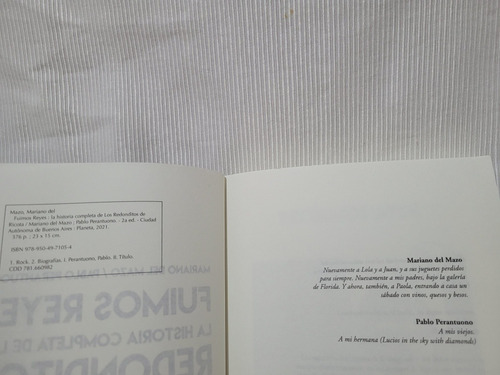 Mazo, Mariano del
Fuimos Reyes : la historia completa de Los Redonditos de
Ricota / Mariano del Mazo ; Pablo Perantuono. - 2a ed. - Ciudad
Autónoma de Buenos Aires : Planeta, 2021.
378 p. ; 23 x 15 cm.
ISBN 978-950-49-7105-4
1. Rock. 2. Biografías. I. Perantuono, Pablo. II. Título.
CDD 781.660982
MARIANO DEL MAZO / PABLO
FUIMOS REYE
LA HISTORIA COMPLETA DE L
REDONDITO
Mariano del Mazo
Nuevamente a Lola y a Juan, y a sus juguetes perdidos
para siempre. Nuevamente a mis padres, bajo la galería
de Florida. Y ahora, también, a Paola, entrando a casa un
sábado con vinos, quesos y besos.
Pablo Perantuono
A mis viejos.
A mi hermana (Lucías in the sky with diamonds)